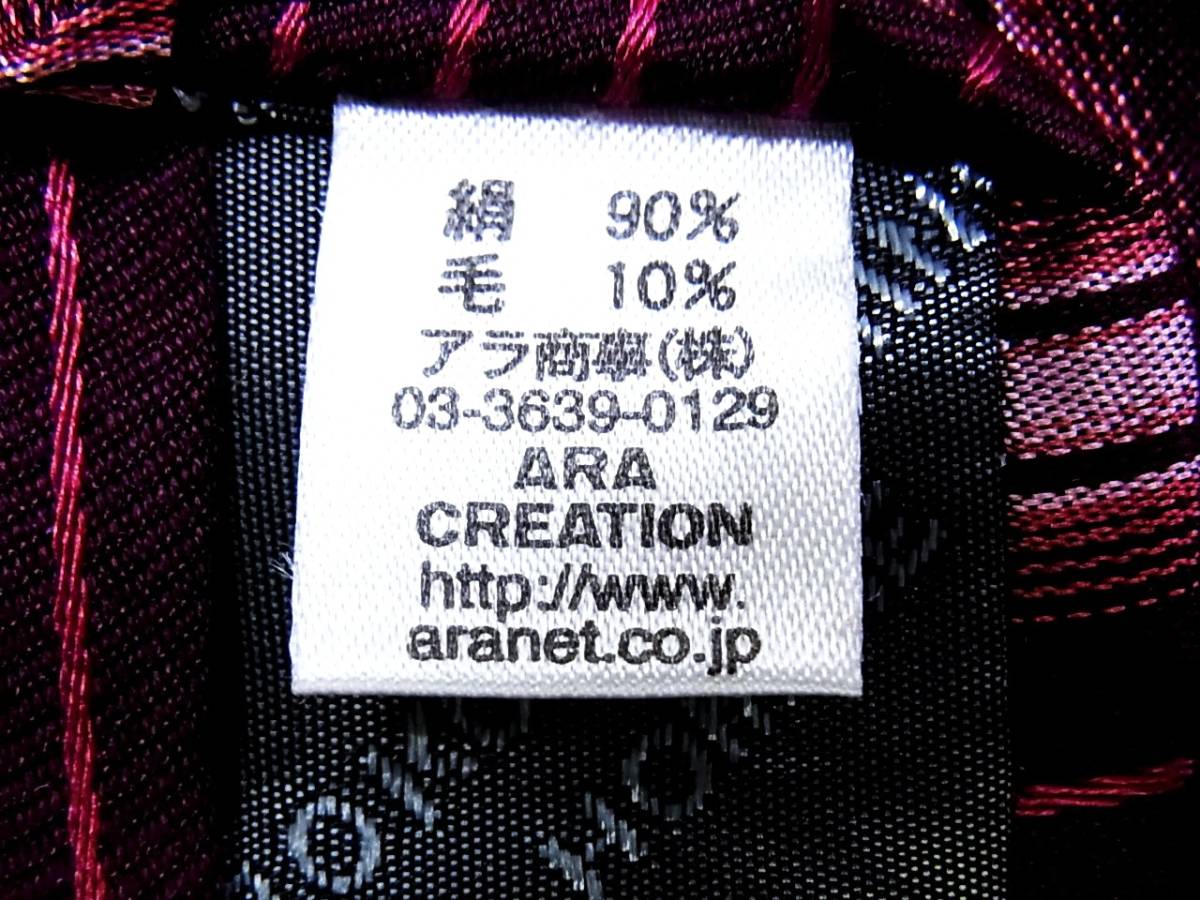 絹 90%
毛 10%
アラ商事(株)
03-3639-0129
ARA
CREATION
http://www.
aranet.co.jp